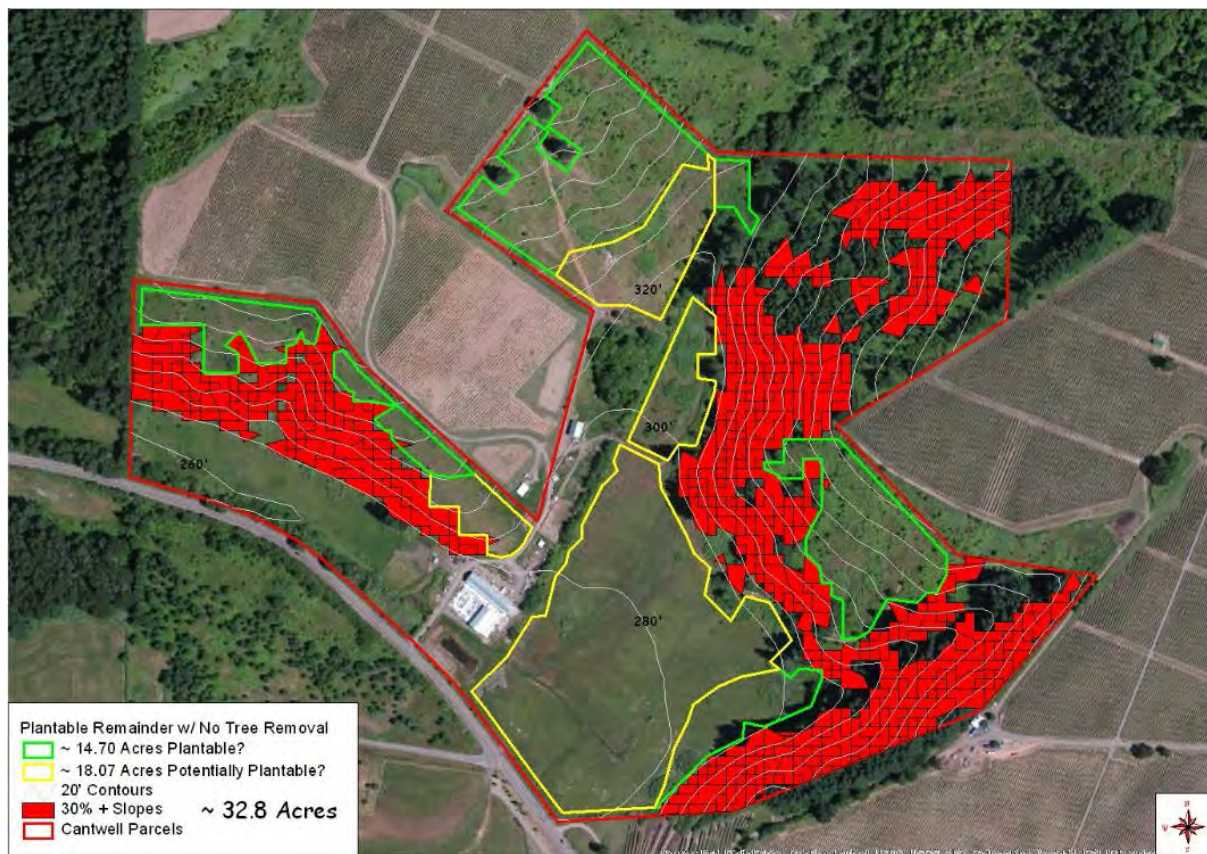 320'
300'
260'
280'
Plantable Remainder w/ No Tree Removal
~ 14.70 Acres Plantable?
~ 18.07 Acres Potentially Plantable?
20' Contours
30% + Slopes ~ 32.8 Acres
Cantwell Parcels